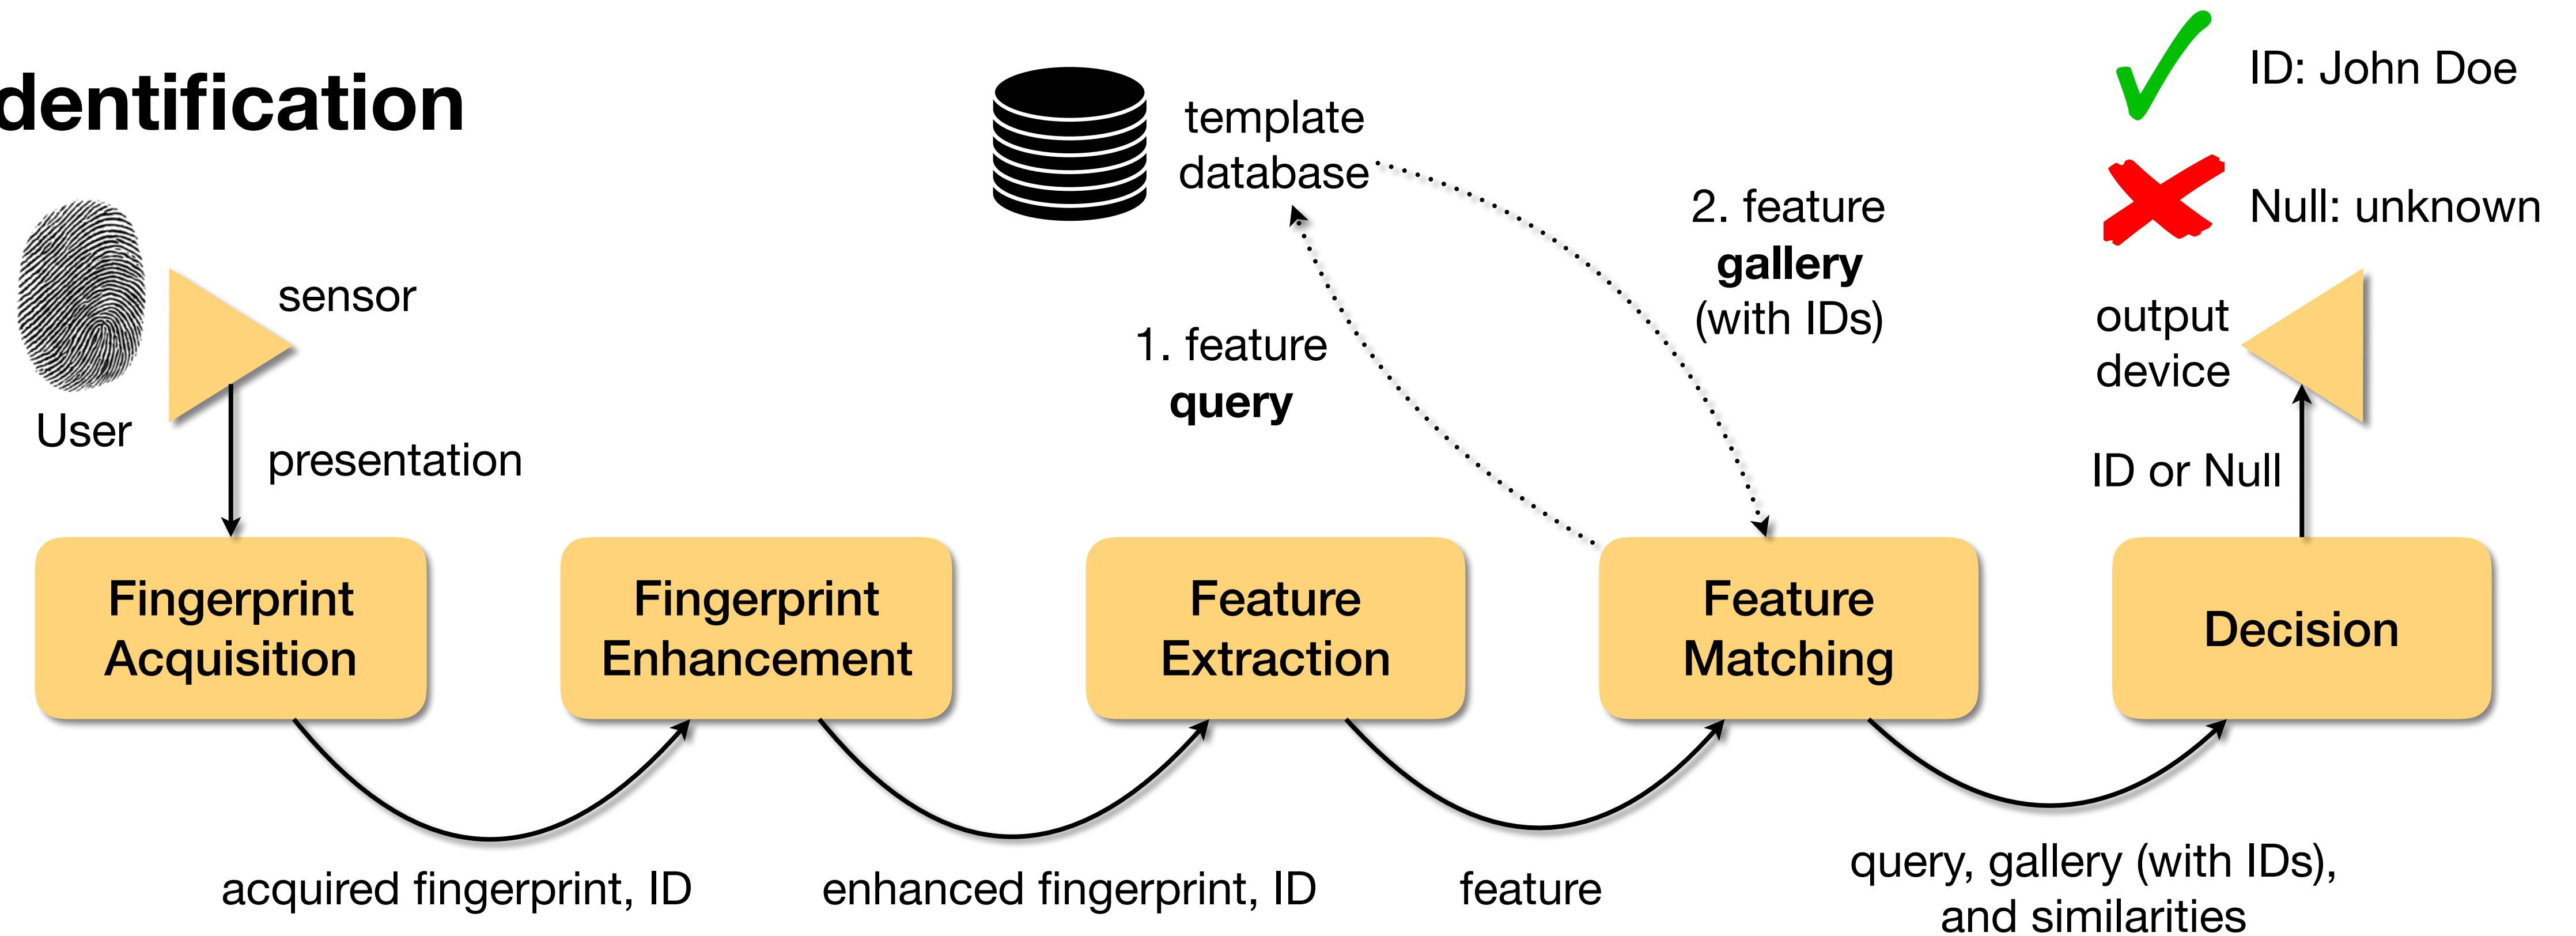 dentification
template
database
ID: John Doe
Null: unknown
sensor
User
presentation
1. feature
query
2. feature
gallery
(with IDs)
output
device
ID or Null
Fingerprint
Acquisition
Fingerprint
Enhancement
Feature
Extraction
Feature
Matching
Decision
acquired fingerprint, ID
enhanced fingerprint, ID
feature
query, gallery (with IDs),
and similarities